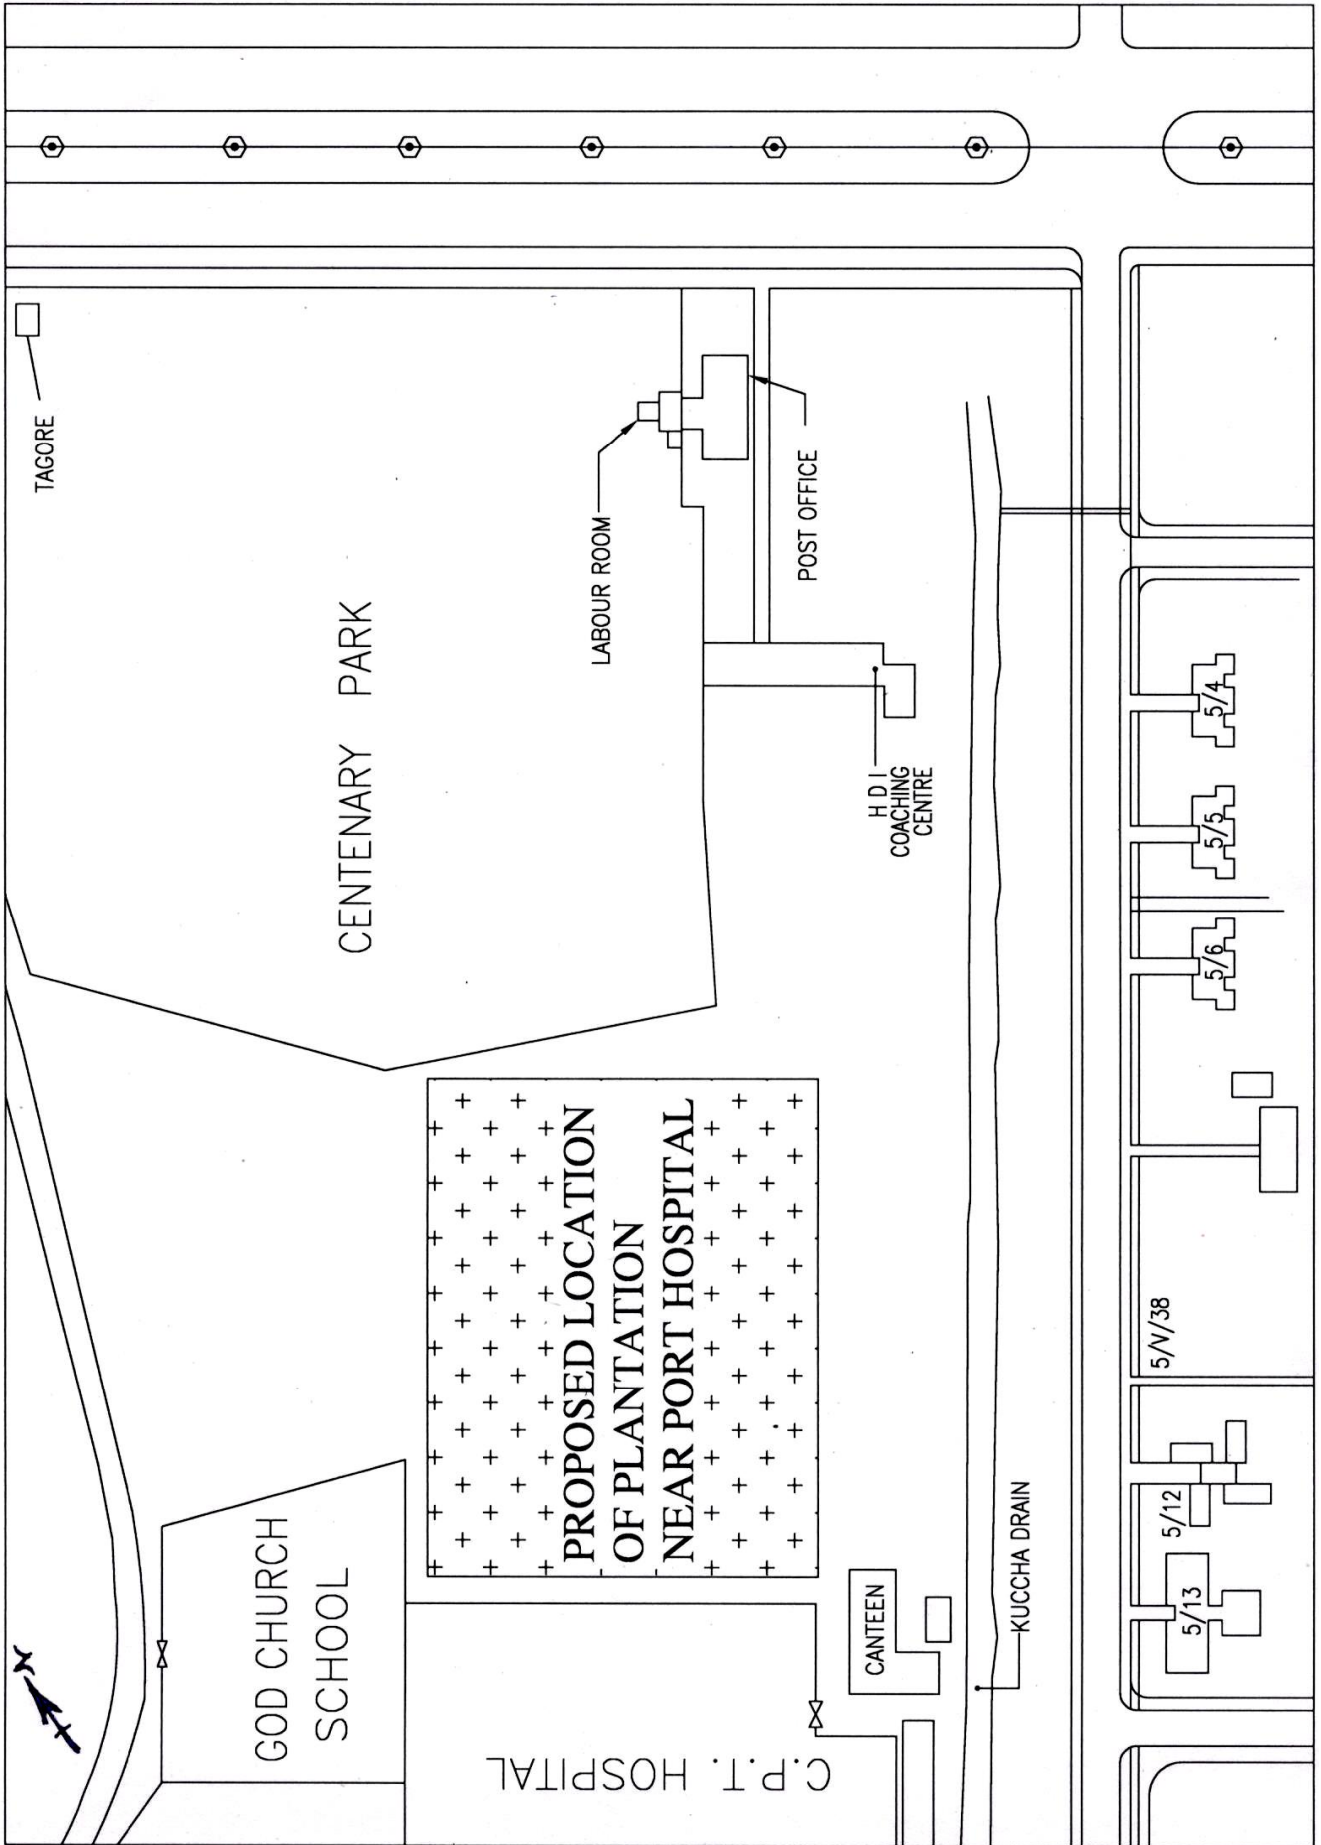 TAGORE
CENTENARY PARK
LABOUR ROOM
POST OFFICE
H D I
COACHING
CENTRE
5/4
5/5
5/6
PROPOSED LOCATION
OF PLANTATION
NEAR PORT HOSPITAL
5/V/38
5/12
5/13
KUCCHA DRAIN
CANTEEN
GOD CHURCH
SCHOOL
C.P.T. HOSPITAL
N